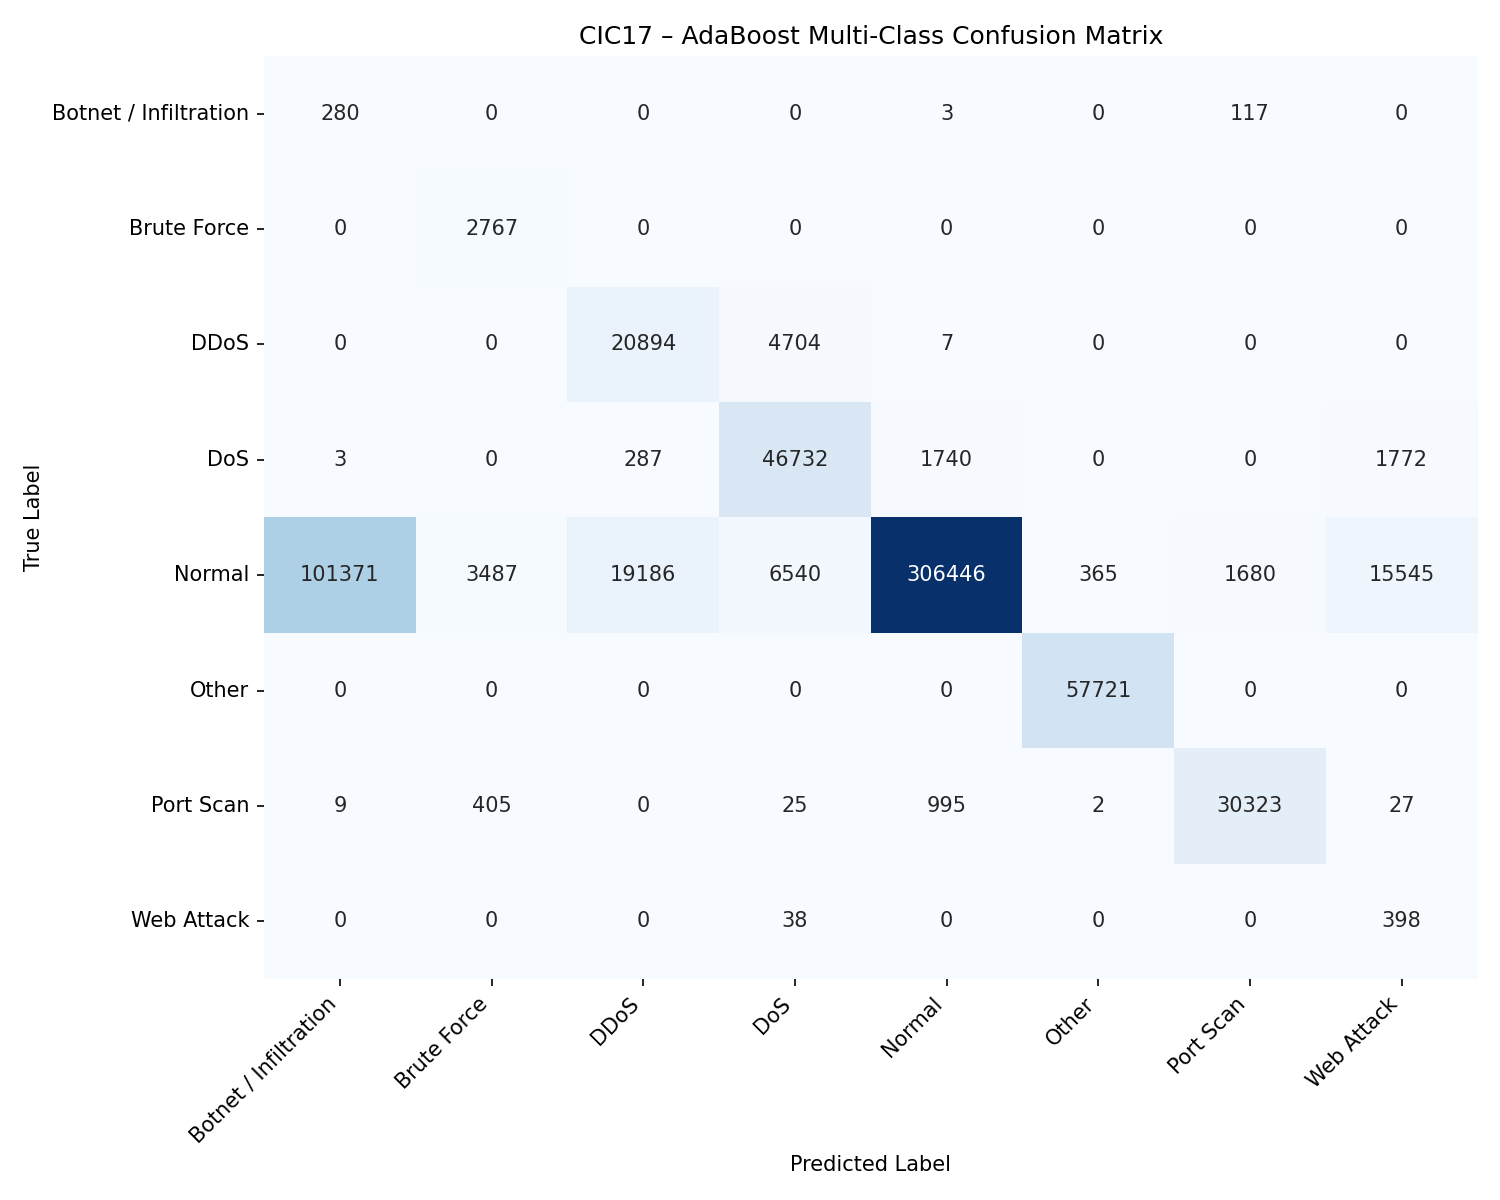 CIC17 – AdaBoost Multi-Class Confusion Matrix
True Label
Botnet / Infiltration 280 0 0 0 3 0 117 0
Brute Force 0 2767 0 0 0 0 0 0
DDoS 0 0 20894 4704 7 0 0 0
DoS 3 0 287 46732 1740 0 0 1772
Normal 101371 3487 19186 6540 306446 365 1680 15545
Other 0 0 0 0 0 57721 0 0
Port Scan 9 405 0 25 995 2 30323 27
Web Attack 0 0 0 38 0 0 0 398
Botnet / Infiltration Brute Force DDoS DoS Normal Other Port Scan Web Attack
Predicted Label